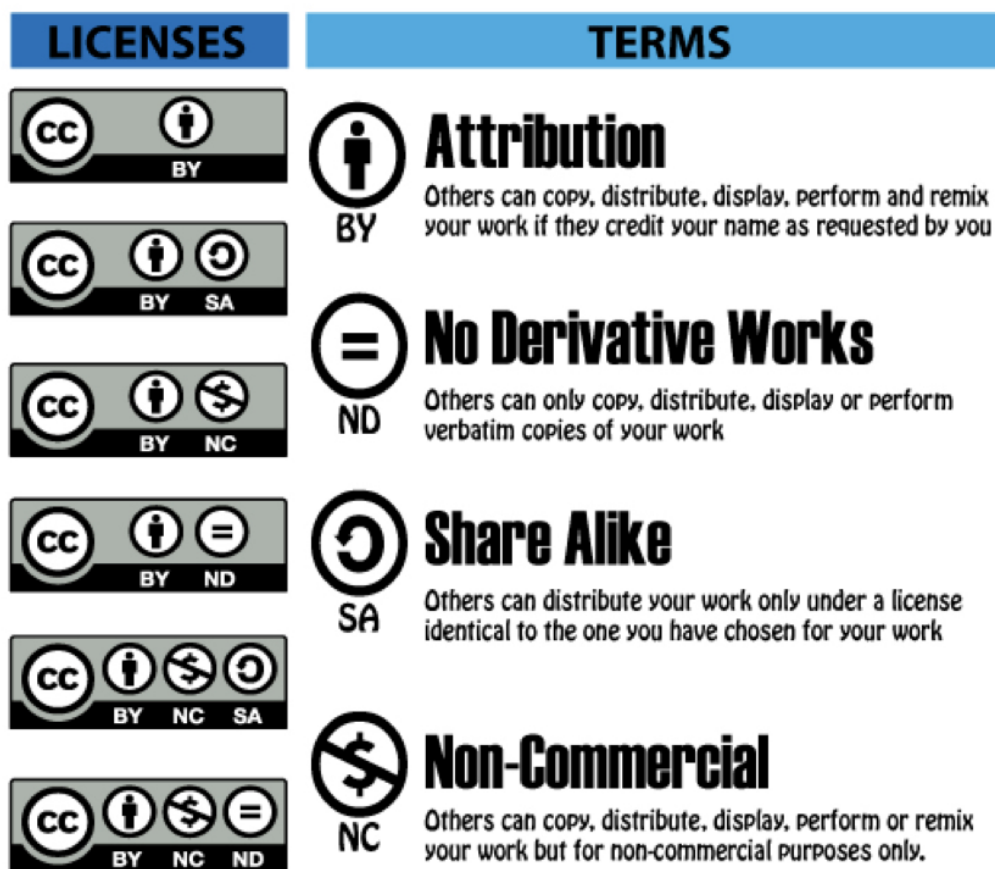 LICENSES
cc
BY
cc
BY SA
cc
BY NC
cc
BY ND
cc
BY NC SA
cc
BY NC ND
TERMS
BY
Attribution
Others can copy, distribute, display, perform and remix
your work if they credit your name as requested by you
ND
No Derivative Works
Others can only copy, distribute, display or perform
verbatim copies of your work
SA
Share Alike
Others can distribute your work only under a license
identical to the one you have chosen for your work
NC
Non-Commercial
Others can copy, distribute, display, perform or remix
your work but for non-commercial purposes only.